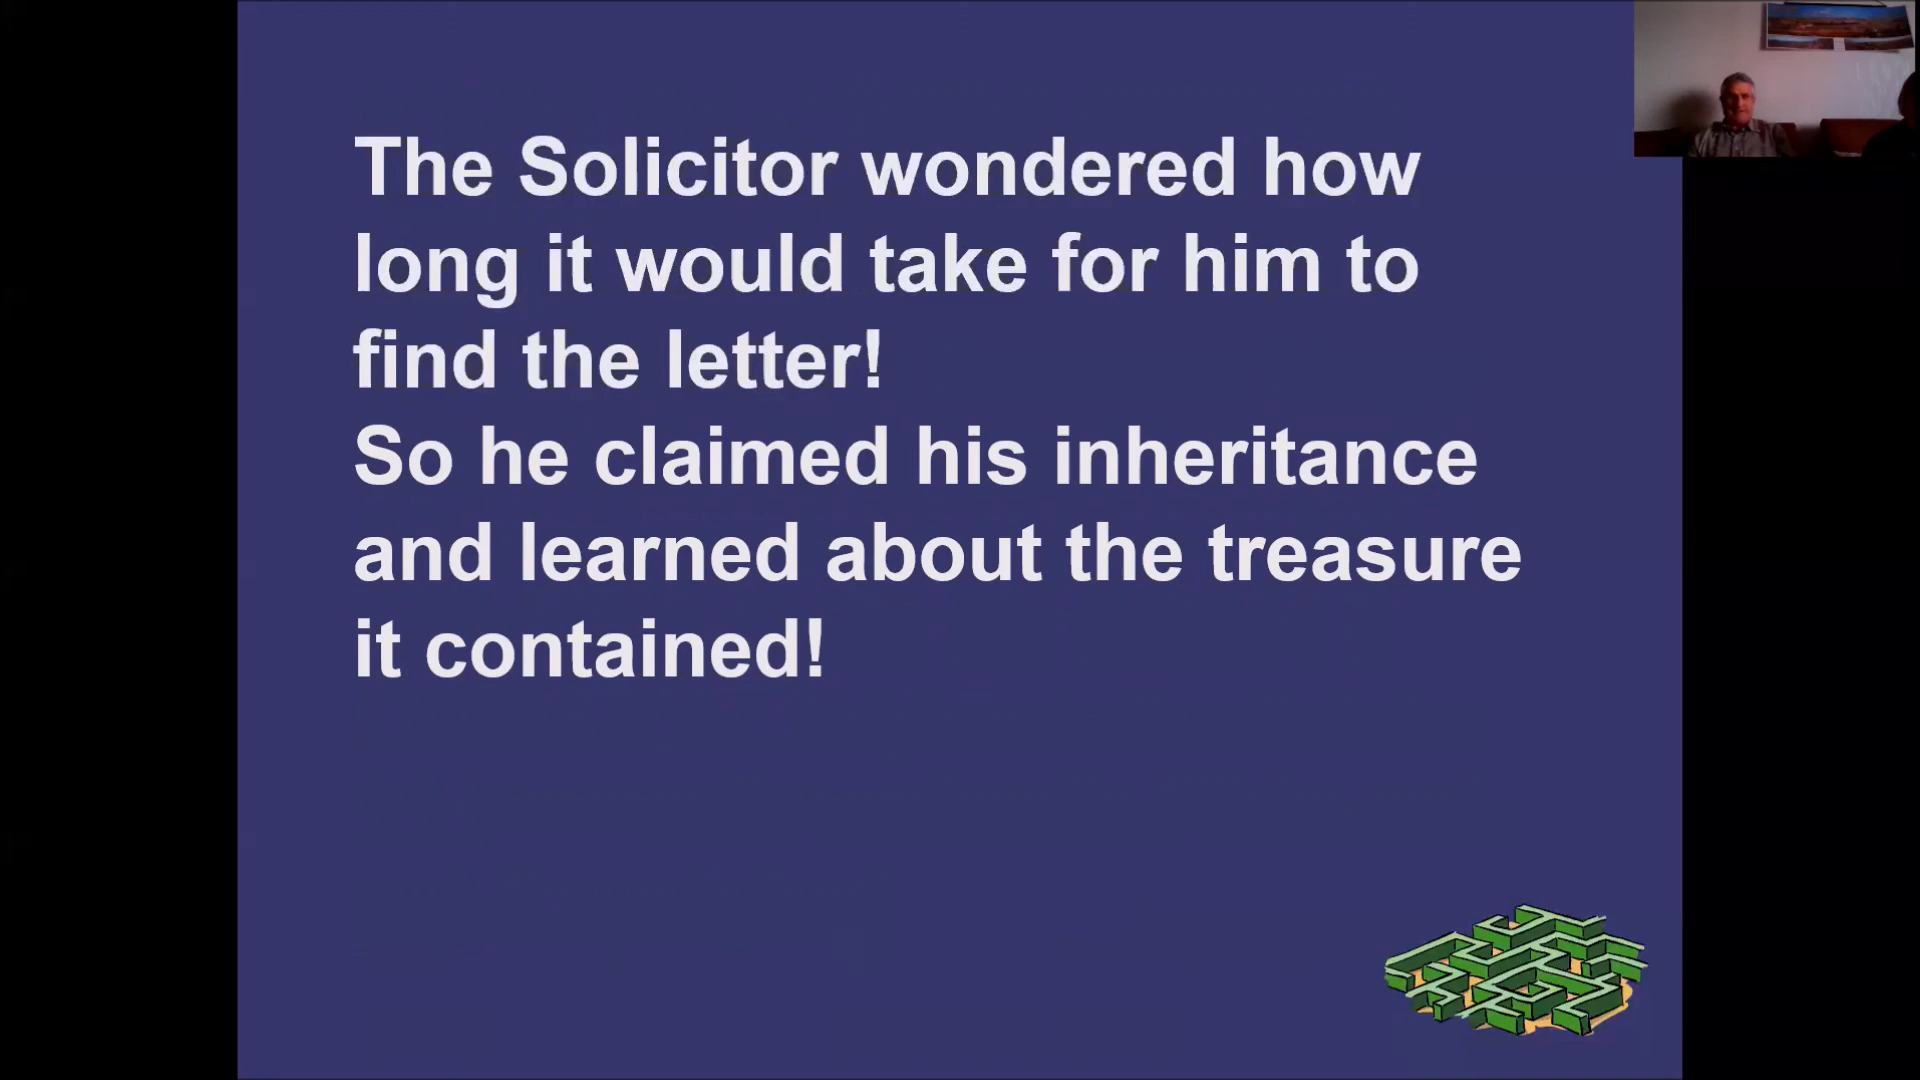 The Solicitor wondered how
long it would take for him to
find the letter!
So he claimed his inheritance
and learned about the treasure
it contained!